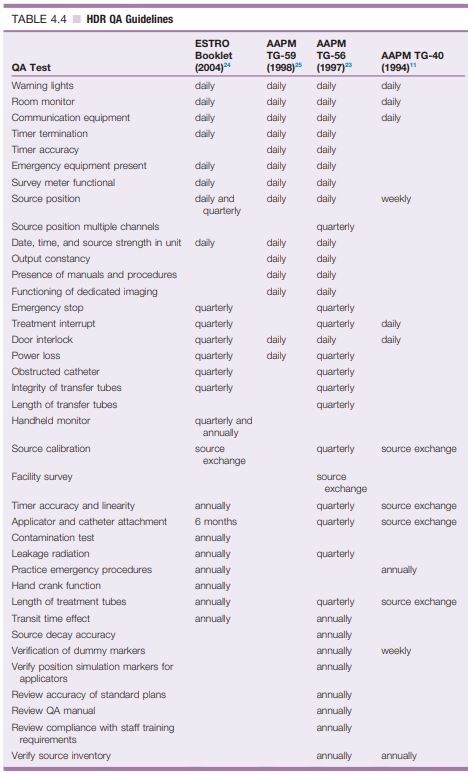 TABLE 4.4 ■ HDR QA Guidelines
ESTRO AAPM AAPM
Booklet TG-59 TG-56 AAPM TG-40
QA Test (2004)24 (1998)25 (1997)23 (1994)11
Warning lights daily daily daily daily
Room monitor daily daily daily daily
Communication equipment daily daily daily daily
Timer termination daily daily daily
Timer accuracy daily daily
Emergency equipment present daily daily daily
Survey meter functional daily daily daily
Source position daily and daily daily weekly
quarterly
Source position multiple channels quarterly
Date, time, and source strength in unit daily daily daily
Output constancy daily daily
Presence of manuals and procedures daily daily
Functioning of dedicated imaging daily daily
Emergency stop quarterly quarterly
Treatment interrupt quarterly quarterly daily
Door interlock quarterly daily daily daily
Power loss quarterly daily quarterly
Obstructed catheter quarterly quarterly
Integrity of transfer tubes quarterly quarterly
Length of transfer tubes quarterly
Handheld monitor quarterly and
annually
Source calibration source quarterly source exchange
exchange
Facility survey source
exchange
Timer accuracy and linearity annually quarterly source exchange
Applicator and catheter attachment 6 months quarterly source exchange
Contamination test annually
Leakage radiation annually quarterly
Practice emergency procedures annually annually
Hand crank function annually
Length of treatment tubes annually quarterly source exchange
Transit time effect annually annually
Source decay accuracy annually
Verification of dummy markers annually weekly
Verify position simulation markers for annually
applicators
Review accuracy of standard plans annually
Review QA manual annually
Review compliance with staff training annually
requirements
Verify source inventory annually annually